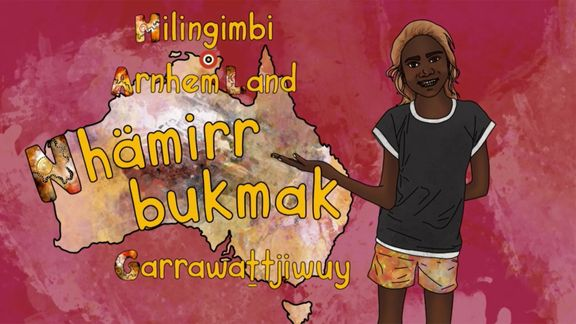 Milingimbi
Arnhem Land
Nhämirr
bukmak
Garrawaṯtjiwuy